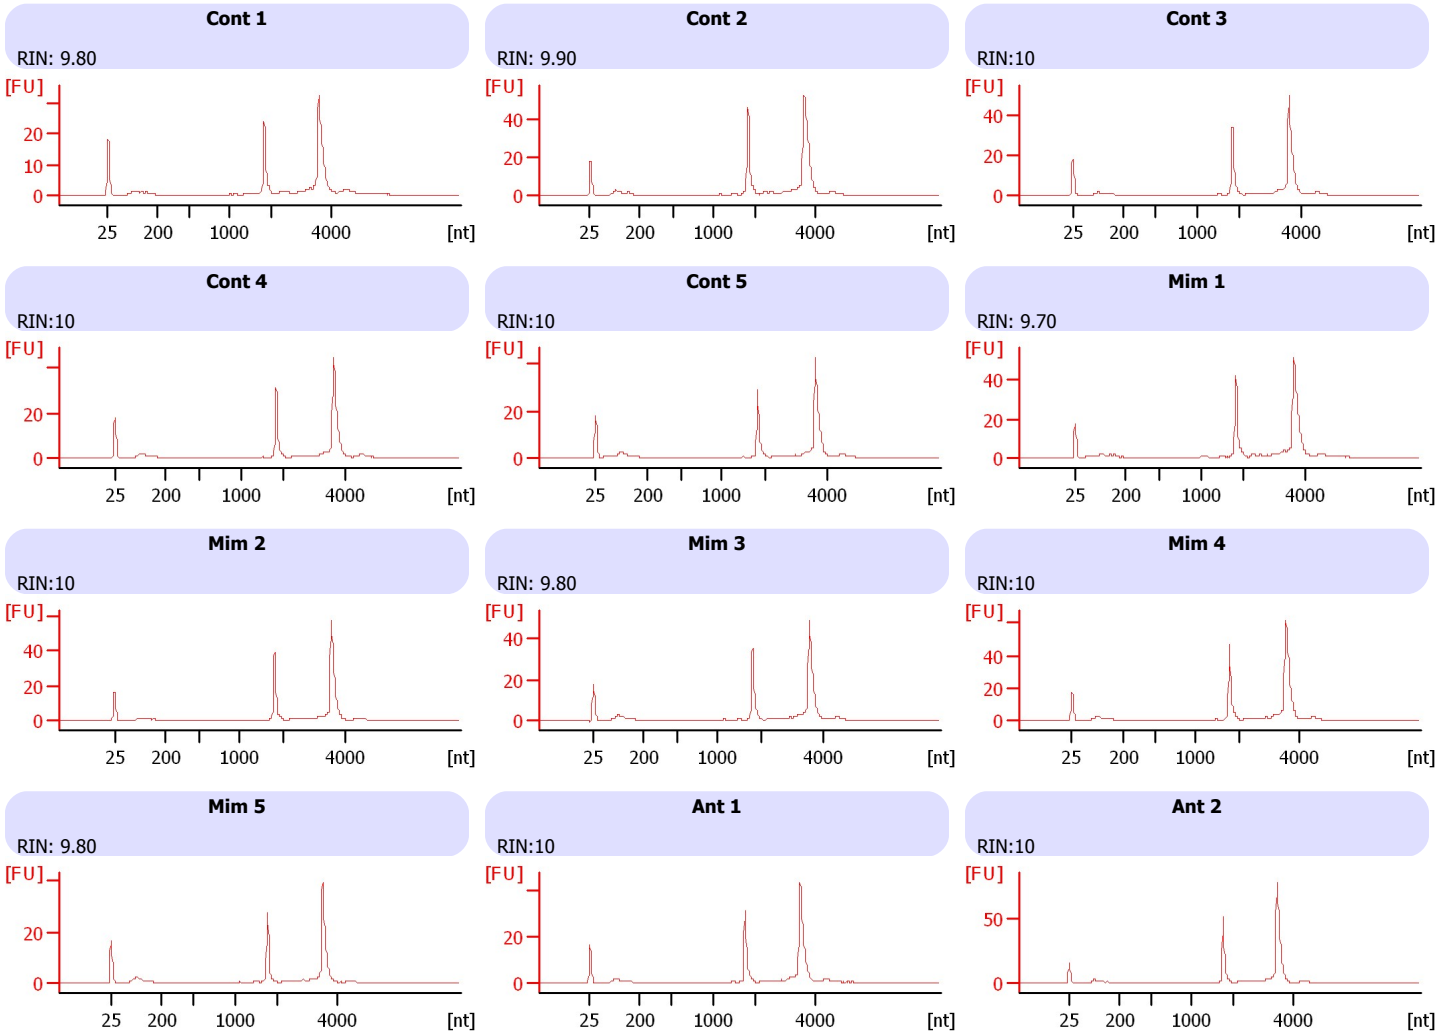 Cont 1
RIN: 9.80
[FU]
20
10
0
25 200 1000 4000 [nt]
Cont 2
RIN: 9.90
[FU]
40
20
0
25 200 1000 4000 [nt]
Cont 3
RIN:10
[FU]
40
20
0
25 200 1000 4000 [nt]
Cont 4
RIN:10
[FU]
20
0
25 200 1000 4000 [nt]
Cont 5
RIN:10
[FU]
20
0
25 200 1000 4000 [nt]
Mim 1
RIN: 9.70
[FU]
40
20
0
25 200 1000 4000 [nt]
Mim 2
RIN:10
[FU]
40
20
0
25 200 1000 4000 [nt]
Mim 3
RIN: 9.80
[FU]
40
20
0
25 200 1000 4000 [nt]
Mim 4
RIN:10
[FU]
40
20
0
25 200 1000 4000 [nt]
Mim 5
RIN: 9.80
[FU]
20
0
25 200 1000 4000 [nt]
Ant 1
RIN:10
[FU]
20
0
25 200 1000 4000 [nt]
Ant 2
RIN:10
[FU]
50
0
25 200 1000 4000 [nt]